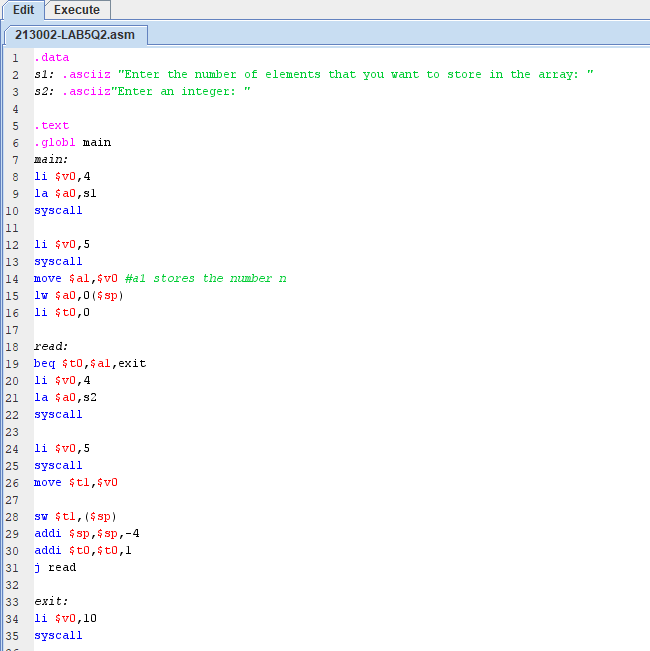 Edit Execute
213002-LAB5Q2.asm
1 .data
2 s1: .asciiz "Enter the number of elements that you want to store in the array: "
3 s2: .asciiz"Enter an integer: "
4
5 .text
6 .globl main
7 main:
8 li $v0,4
9 la $a0,s1
10 syscall
11
12 li $v0,5
13 syscall
14 move $a1,$v0 #a1 stores the number n
15 lw $a0,0($sp)
16 li $t0,0
17
18 read:
19 beq $t0,$a1,exit
20 li $v0,4
21 la $a0,s2
22 syscall
23
24 li $v0,5
25 syscall
26 move $t1,$v0
27
28 sw $t1,($sp)
29 addi $sp,$sp,-4
30 addi $t0,$t0,1
31 j read
32
33 exit:
34 li $v0,10
35 syscall